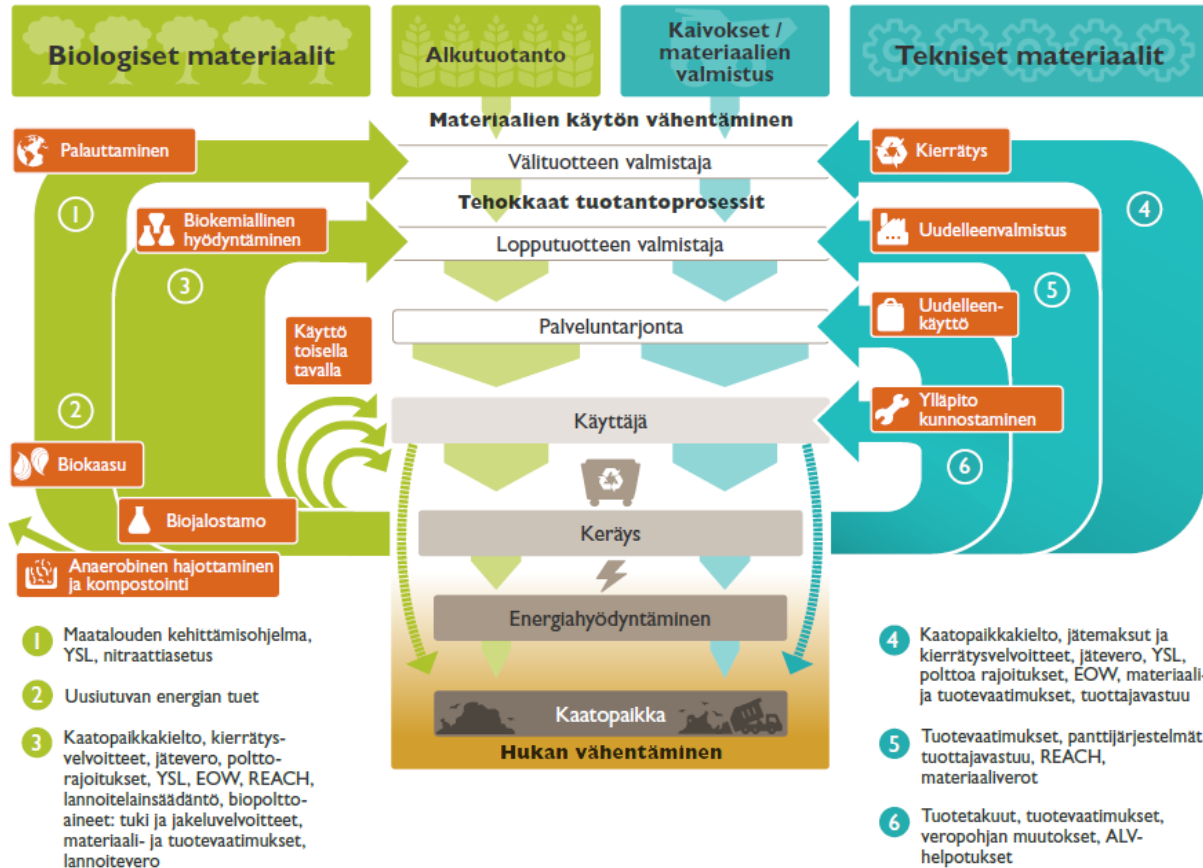 Biologiset materiaalit
Alkutuotanto
Kaivokset /
materiaalien
valmistus
Tekniset materiaalit
Materiaalien käytön vähentäminen
Palauttaminen
Välituotteen valmistaja
Kierrätys
1
Tehokkaat tuotantoprosessit
4
Biokemiallinen
hyödyntäminen
Lopputuotteen valmistaja
Uudelleenvalmistus
3
5
Käyttö
toisella
tavalla
Palveluntarjonta
Uudelleen-
käyttö
2
Käyttäjä
Ylläpito
kunnostaminen
6
Biokaasu
Biojalostamo
Keräys
Anaerobinen hajottaminen
ja kompostointi
Energiahyödyntäminen
Kaatopaikka
Hukan vähentäminen
1 Maatalouden kehittämisohjelma,
YSL, nitraattiasetus
2 Uusiutuvan energian tuet
3 Kaatopaikkakielto, kierrätys-
velvoitteet, jätevero, poltto-
rajoitukset, YSL, EOW, REACH,
lannoitelainsäädäntö, biopoltto-
aineet: tuki ja jakeluvelvoitteet,
materiaali- ja tuotevaatimukset,
lannoitevero
4 Kaatopaikkakielto, jätemaksut ja
kierrätysvelvoitteet, jätevero, YSL,
polttoa rajoitukset, EOW, materiaali-
ja tuotevaatimukset, tuottajavastuu
5 Tuotevaatimukset, panttijärjestelmät
tuottajavastuu, REACH,
materiaaliverot
6 Tuotetakuut, tuotevaatimukset,
veropohjan muutokset, ALV-
helpotukset